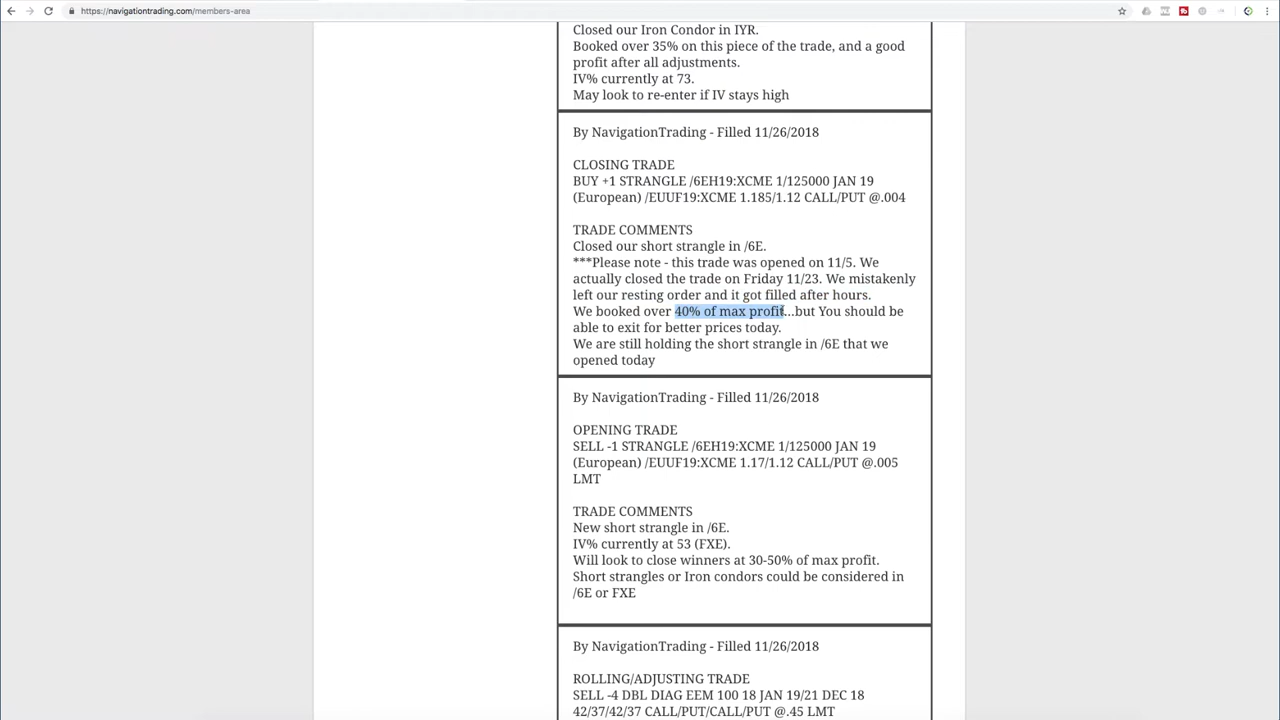 https://navigationtrading.com/members-area
Closed our Iron Condor in IYR.
Booked over 35% on this piece of the trade, and a good
profit after all adjustments.
IV% currently at 73.
May look to re-enter if IV stays high
By NavigationTrading - Filled 11/26/2018
CLOSING TRADE
BUY +1 STRANGLE /6EH19:XCME 1/125000 JAN 19
(European) /EUUF19:XCME 1.185/1.12 CALL/PUT @.004
TRADE COMMENTS
Closed our short strangle in /6E.
***Please note - this trade was opened on 11/5. We
actually closed the trade on Friday 11/23. We mistakenly
left our resting order and it got filled after hours.
We booked over 40% of max profit...but You should be
able to exit for better prices today.
We are still holding the short strangle in /6E that we
opened today
By NavigationTrading - Filled 11/26/2018
OPENING TRADE
SELL -1 STRANGLE /6EH19:XCME 1/125000 JAN 19
(European) /EUUF19:XCME 1.17/1.12 CALL/PUT @.005
LMT
TRADE COMMENTS
New short strangle in /6E.
IV% currently at 53 (FXE).
Will look to close winners at 30-50% of max profit.
Short strangles or Iron condors could be considered in
/6E or FXE
By NavigationTrading - Filled 11/26/2018
ROLLING/ADJUSTING TRADE
SELL -4 DBL DIAG EEM 100 18 JAN 19/21 DEC 18
42/37/42/37 CALL/PUT/CALL/PUT @.45 LMT